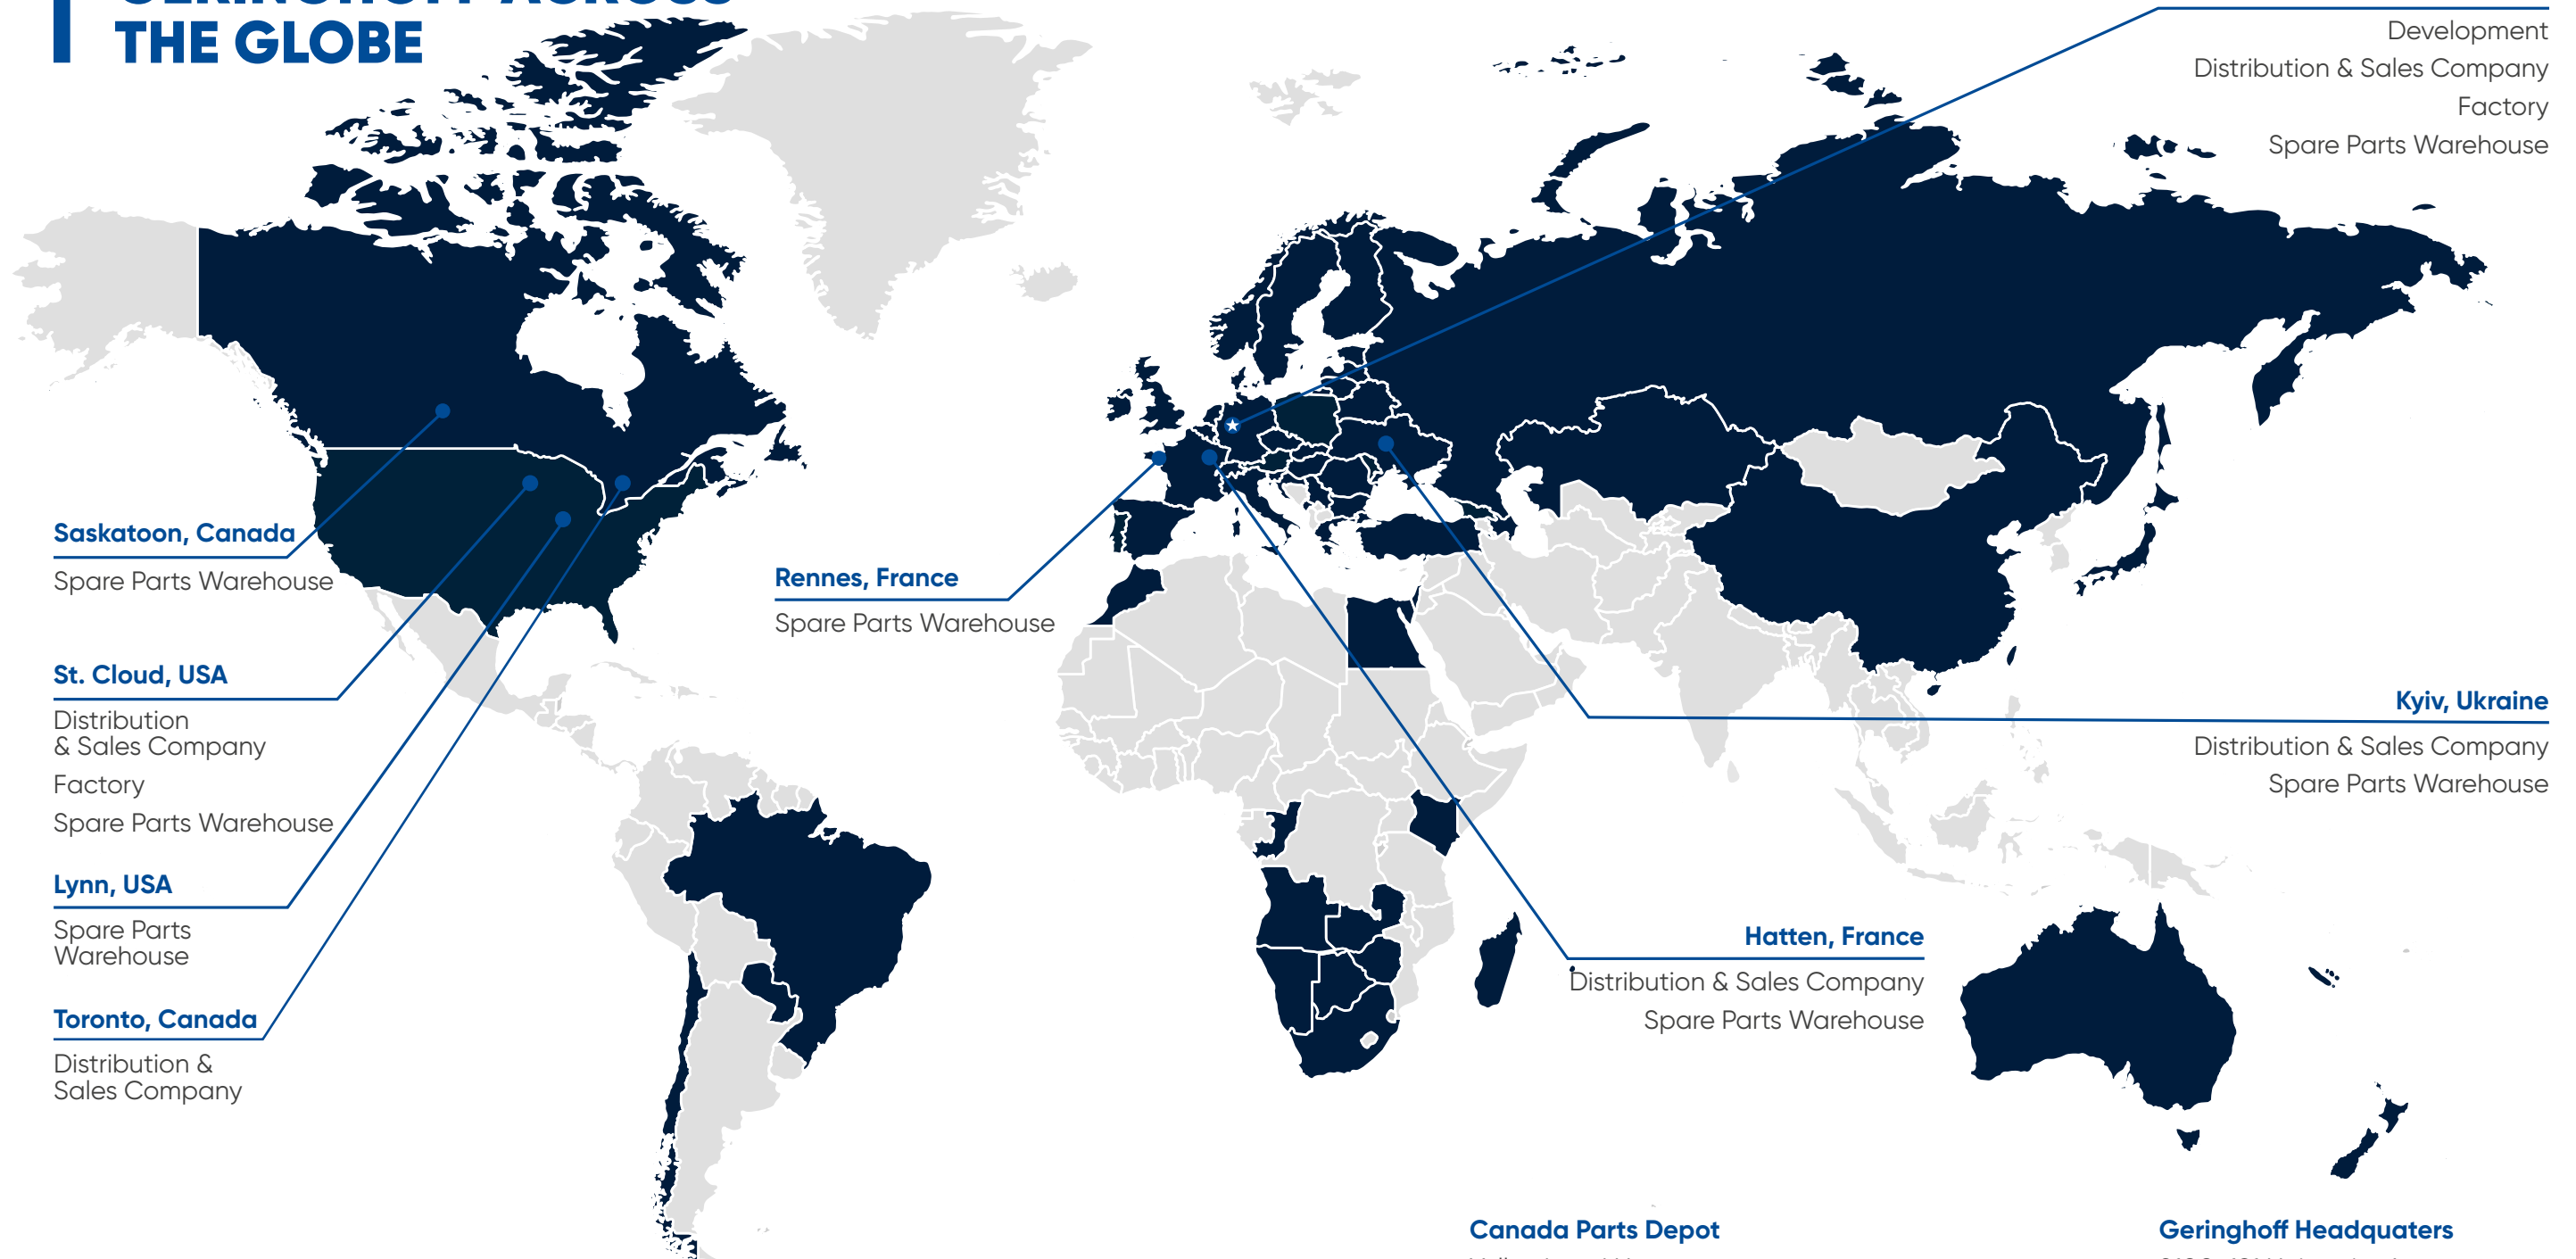 GERINGHOFF ACROSS
THE GLOBE
Development
Distribution & Sales Company
Factory
Spare Parts Warehouse
Saskatoon, Canada
Spare Parts Warehouse
St. Cloud, USA
Distribution
& Sales Company
Factory
Spare Parts Warehouse
Lynn, USA
Spare Parts
Warehouse
Toronto, Canada
Distribution &
Sales Company
Rennes, France
Spare Parts Warehouse
Kyiv, Ukraine
Distribution & Sales Company
Spare Parts Warehouse
Hatten, France
Distribution & Sales Company
Spare Parts Warehouse
Canada Parts Depot
Geringhoff Headquaters